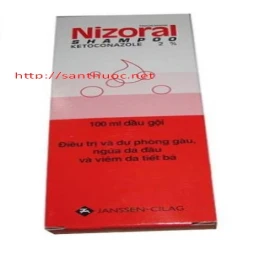 Nizoral
SHAMPOO
KETOCONAZOLE 2 %
http://santhuoc.net
100 ml dầu gội
Điều trị và dự phòng gàu,
ngứa da đầu
và viêm da tiết bã
JANSSEN-CILAG